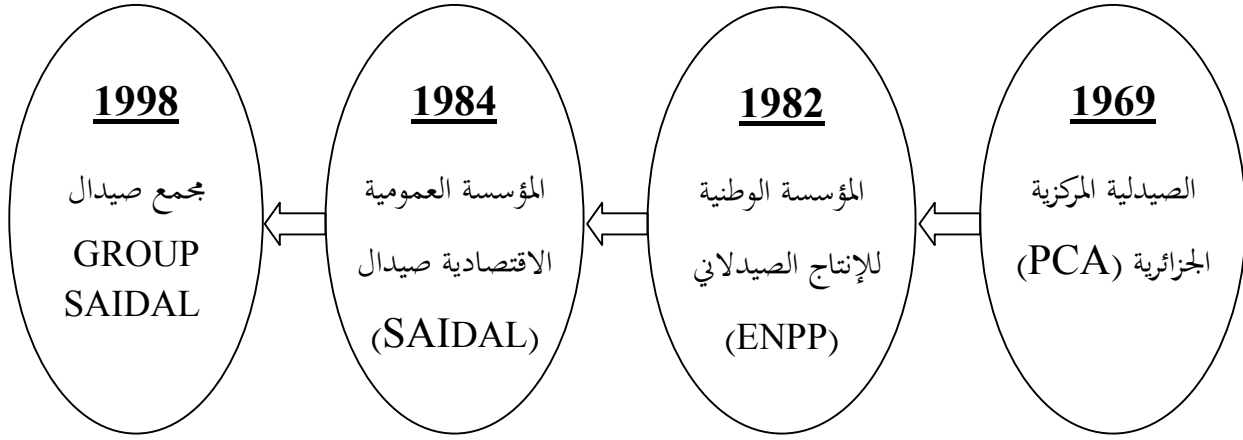 1969
الصيدلية المركزية
الجزائرية (PCA)
1982
المؤسسة الوطنية
للإنتاج الصيدلاني
(ENPP)
1984
المؤسسة العمومية
الاقتصادية صيدال
(SAIDAL)
1998
مجمع صيدال
GROUP
SAIDAL